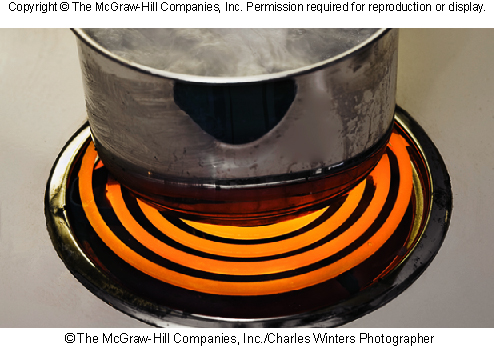 Copyright © The McGraw-Hill Companies, Inc. Permission required for reproduction or display.
©The McGraw-Hill Companies, Inc./Charles Winters Photographer